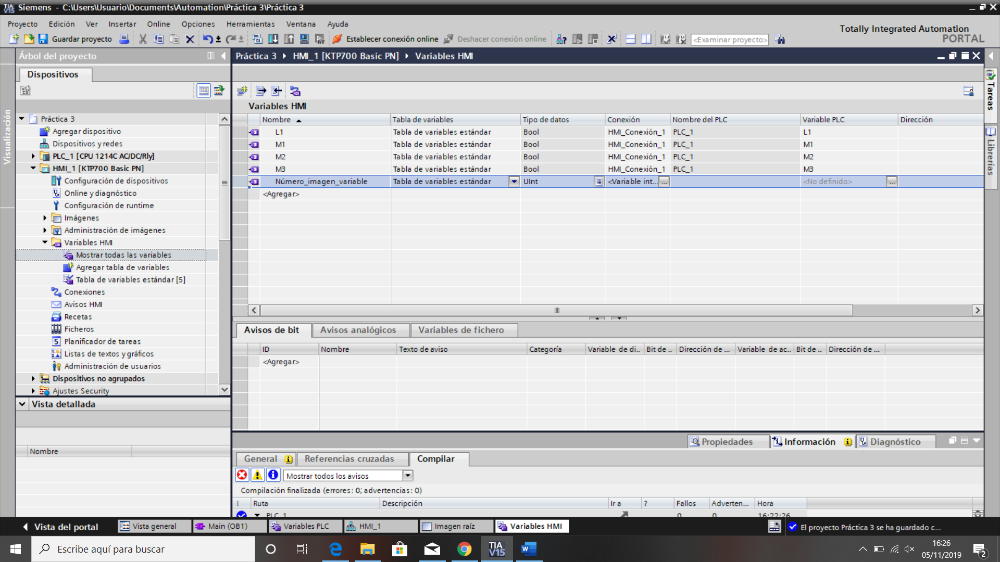 Siemens - C:\Users\Usuario\Documents\Automation\Práctica 3\Práctica 3
Proyecto Edición Ver Insertar Online Opciones Herramientas Ventana Ayuda
Totally Integrated Automation
PORTAL
Guardar proyecto Establecer conexión online Deshacer conexión online <Examinar proyecto>
Árbol del proyecto
Práctica 3 HMI_1 [KTP700 Basic PN] Variables HMI
Dispositivos
Visualización
Tareas
Librerías
Práctica 3
Agregar dispositivo
Dispositivos y redes
PLC_1 [CPU 1214C AC/DC/Rly]
HMI_1 [KTP700 Basic PN]
Configuración de dispositivos
Online y diagnóstico
Configuración de runtime
Imágenes
Administración de imágenes
Variables HMI
Mostrar todas las variables
Agregar tabla de variables
Tabla de variables estándar [5]
Conexiones
Avisos HMI
Recetas
Ficheros
Planificador de tareas
Listas de textos y gráficos
Administración de usuarios
Dispositivos no agrupados
Ajustes Security
Vista detallada
Nombre
Variables HMI
Nombre Tabla de variables Tipo de datos Conexión Nombre del PLC Variable PLC Dirección
L1 Tabla de variables estándar Bool HMI_Conexión_1 PLC_1 L1
M1 Tabla de variables estándar Bool HMI_Conexión_1 PLC_1 M1
M2 Tabla de variables estándar Bool HMI_Conexión_1 PLC_1 M2
M3 Tabla de variables estándar Bool HMI_Conexión_1 PLC_1 M3
Número_imagen_variable Tabla de variables estándar UInt <Variable int... ... <No definido> ...
<Agregar>
Avisos de bit Avisos analógicos Variables de fichero
ID Nombre Texto de aviso Categoría Variable de di.. Bit de .. Dirección de ... Variable de ac.. Bit de .. Dirección de ...
<Agregar>
Propiedades Información Diagnóstico
General Referencias cruzadas Compilar
Mostrar todos los avisos
Compilación finalizada (errores: 0; advertencias: 0)
! Ruta Descripción Ir a ? Fallos Adverten... Hora
PLC_1 0 0 16:22:26
Vista del portal Vista general Main (OB1) Variables PLC HMI_1 Imagen raíz Variables HMI El proyecto Práctica 3 se ha guardado c...
Escribe aquí para buscar
TIA V15
16:26
05/11/2019
2